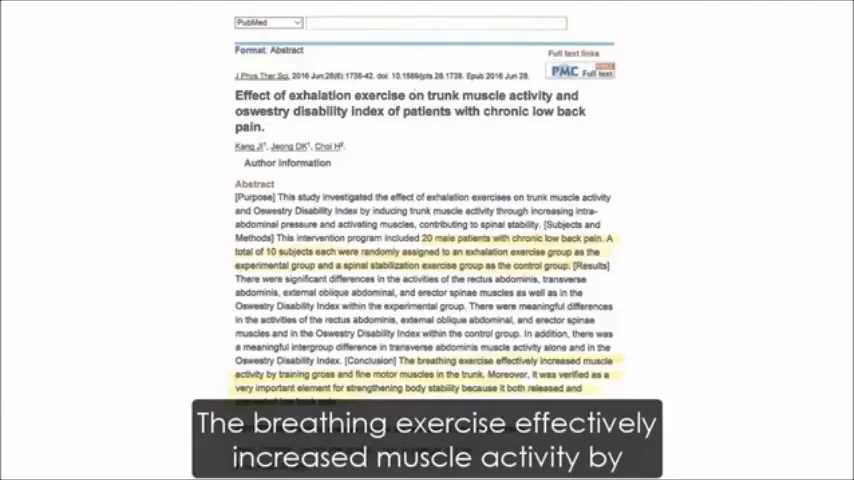 PubMed
Format: Abstract
Full text links
PMC Full text
J Phys Ther Sci. 2016 Jun;28(6):1738-42. doi: 10.1589/jpts.28.1738. Epub 2016 Jun 28.
Effect of exhalation exercise on trunk muscle activity and
oswestry disability index of patients with chronic low back
pain.
Kang JI¹, Jeong DK¹, Choi H².
Author information
Abstract
[Purpose] This study investigated the effect of exhalation exercises on trunk muscle activity
and Oswestry Disability Index by inducing trunk muscle activity through increasing intra-
abdominal pressure and activating muscles, contributing to spinal stability. [Subjects and
Methods] This intervention program included 20 male patients with chronic low back pain. A
total of 10 subjects each were randomly assigned to an exhalation exercise group as the
experimental group and a spinal stabilization exercise group as the control group. [Results]
There were significant differences in the activities of the rectus abdominis, transverse
abdominis, external oblique abdominal, and erector spinae muscles as well as in the
Oswestry Disability Index within the experimental group. There were meaningful differences
in the activities of the rectus abdominis, external oblique abdominal, and erector spinae
muscles and in the Oswestry Disability Index within the control group. In addition, there was
a meaningful intergroup difference in transverse abdominis muscle activity alone and in the
Oswestry Disability Index. [Conclusion] The breathing exercise effectively increased muscle
activity by training gross and fine motor muscles in the trunk. Moreover, it was verified as a
very important element for strengthening body stability because it both released and
The breathing exercise effectively
increased muscle activity by